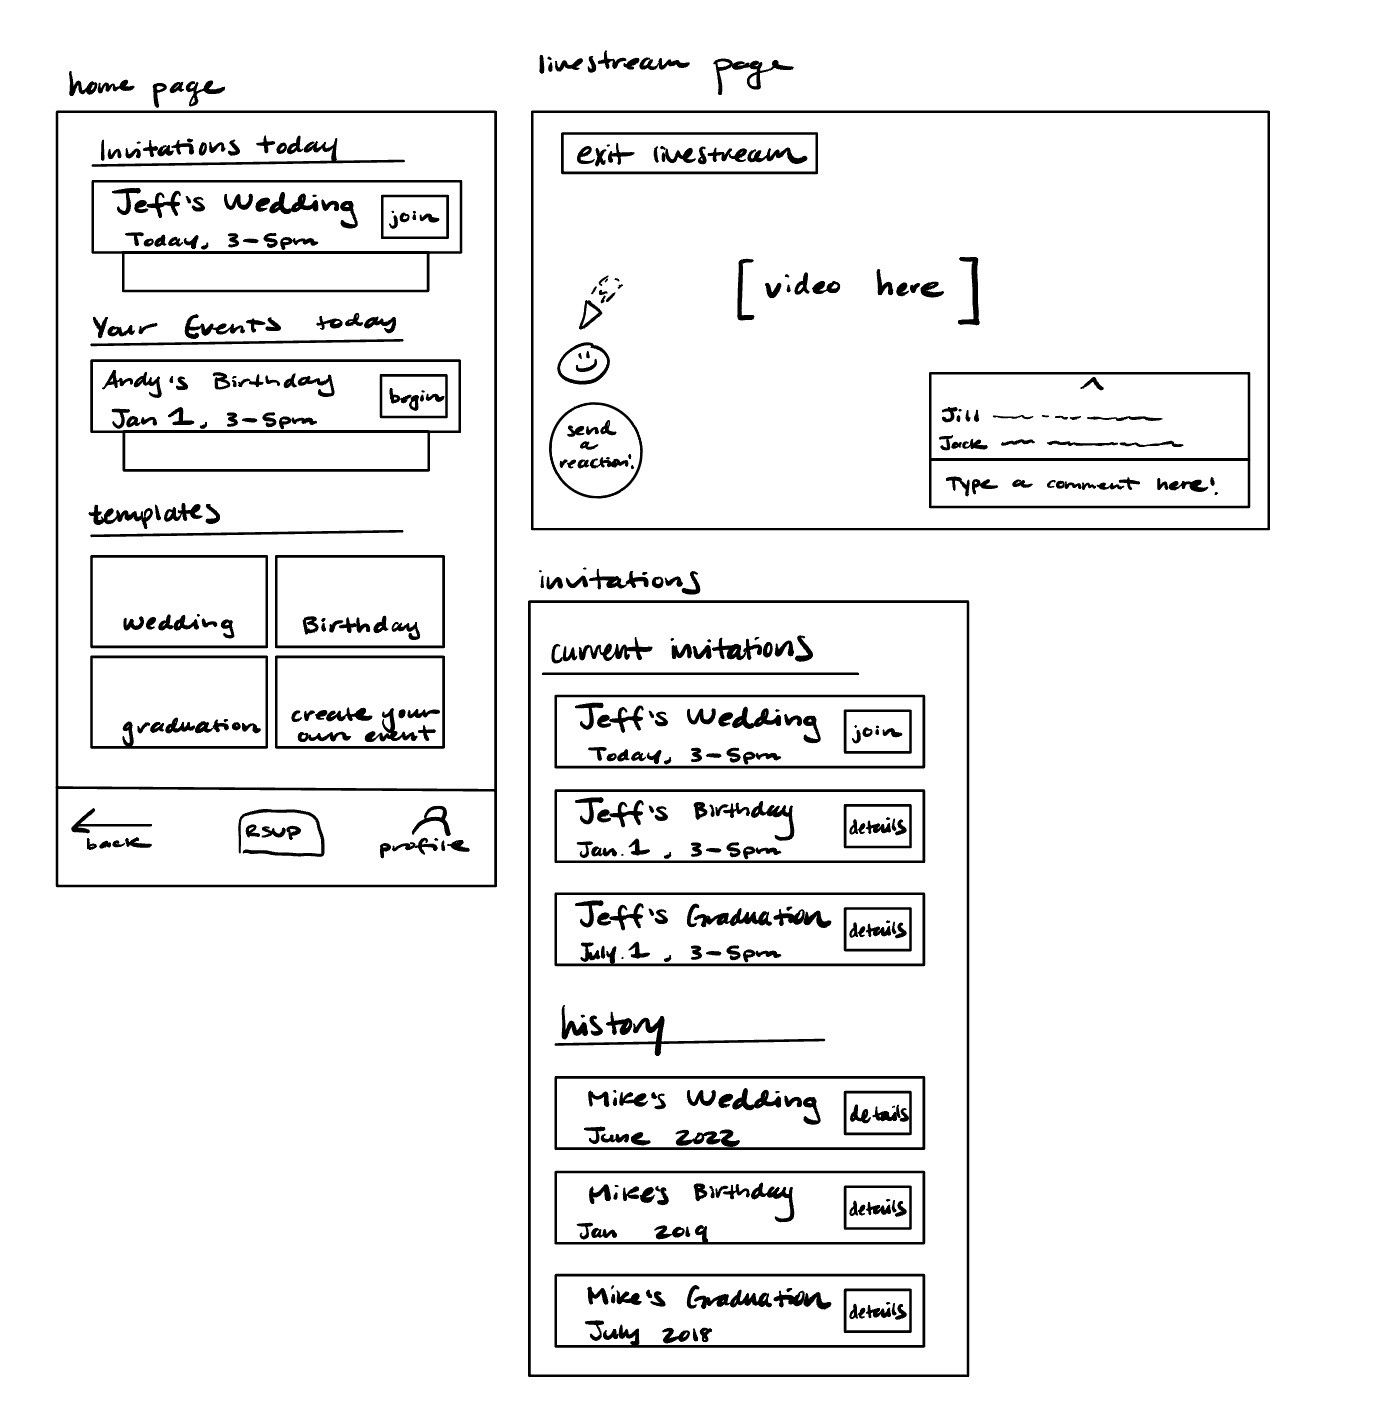 home page
Invitations today
Jeff's Wedding
Today, 3-5pm
join
Your Events today
Andy's Birthday
Jan 1, 3-5pm
begin
templates
wedding
Birthday
graduation
create your
own event
back
RSVP
profile
livestream page
exit livestream
[video here]
send
a
reaction!
Jill
Jack
Type a comment here!
invitations
current invitations
Jeff's Wedding
Today, 3-5pm
join
Jeff's Birthday
Jan. 1, 3-5pm
details
Jeff's Graduation
July. 1, 3-5pm
details
history
Mike's Wedding
June 2022
details
Mike's Birthday
Jan 2019
details
Mike's Graduation
July 2018
details